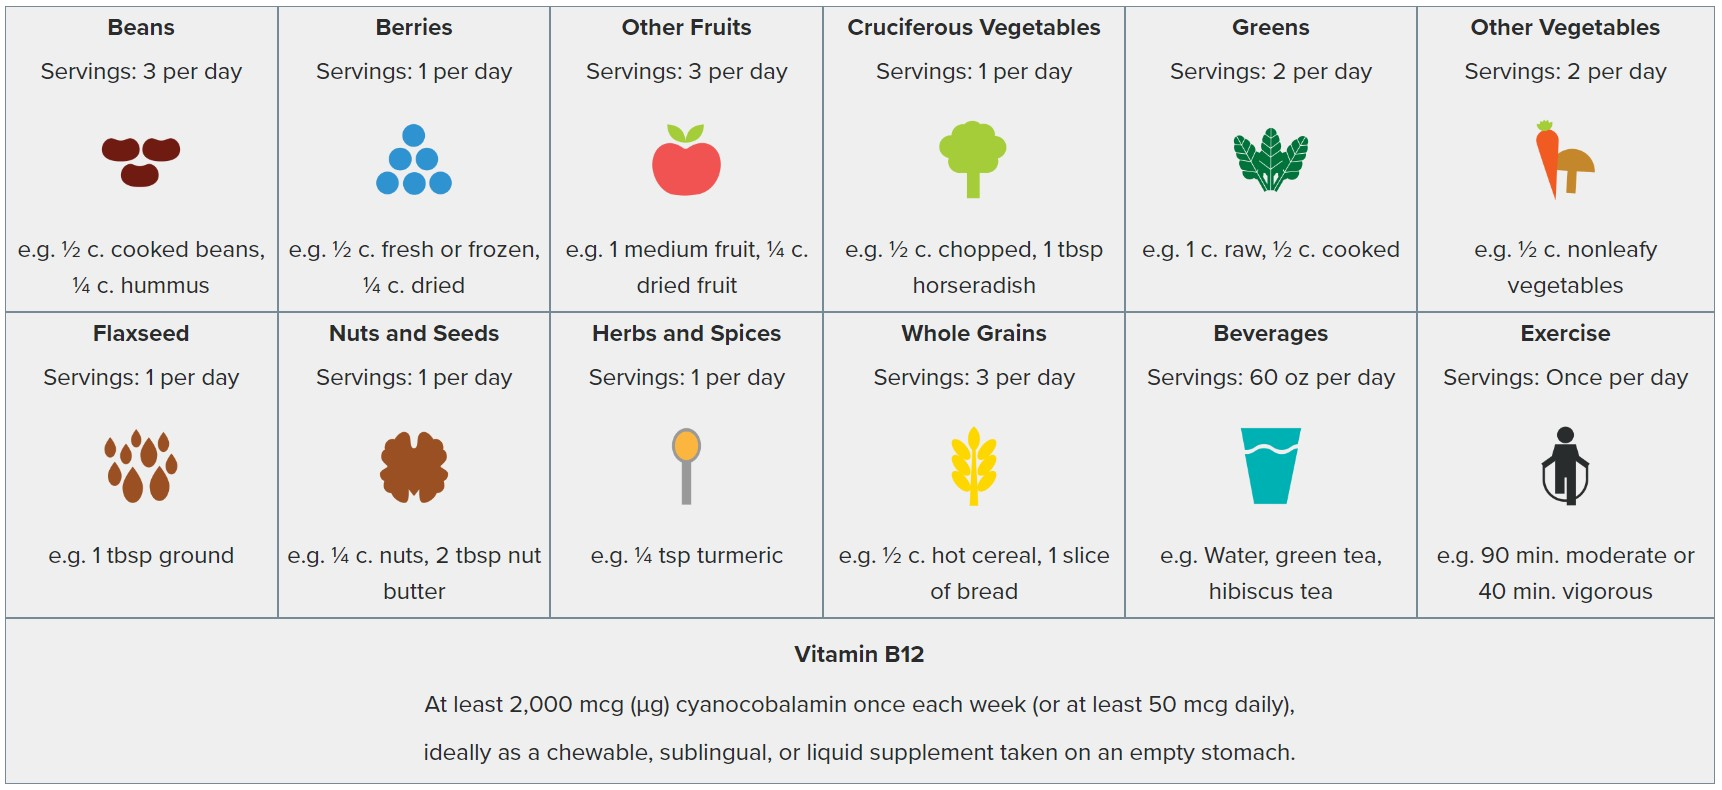 Beans
Servings: 3 per day
e.g. ½ c. cooked beans,
¼ c. hummus
Berries
Servings: 1 per day
e.g. ½ c. fresh or frozen,
¼ c. dried
Other Fruits
Servings: 3 per day
e.g. 1 medium fruit, ¼ c.
dried fruit
Cruciferous Vegetables
Servings: 1 per day
e.g. ½ c. chopped, 1 tbsp
horseradish
Greens
Servings: 2 per day
e.g. 1 c. raw, ½ c. cooked
Other Vegetables
Servings: 2 per day
e.g. ½ c. nonleafy
vegetables
Flaxseed
Servings: 1 per day
e.g. 1 tbsp ground
Nuts and Seeds
Servings: 1 per day
e.g. ¼ c. nuts, 2 tbsp nut
butter
Herbs and Spices
Servings: 1 per day
e.g. ¼ tsp turmeric
Whole Grains
Servings: 3 per day
e.g. ½ c. hot cereal, 1 slice
of bread
Beverages
Servings: 60 oz per day
e.g. Water, green tea,
hibiscus tea
Exercise
Servings: Once per day
e.g. 90 min. moderate or
40 min. vigorous
Vitamin B12
At least 2,000 mcg (µg) cyanocobalamin once each week (or at least 50 mcg daily),
ideally as a chewable, sublingual, or liquid supplement taken on an empty stomach.